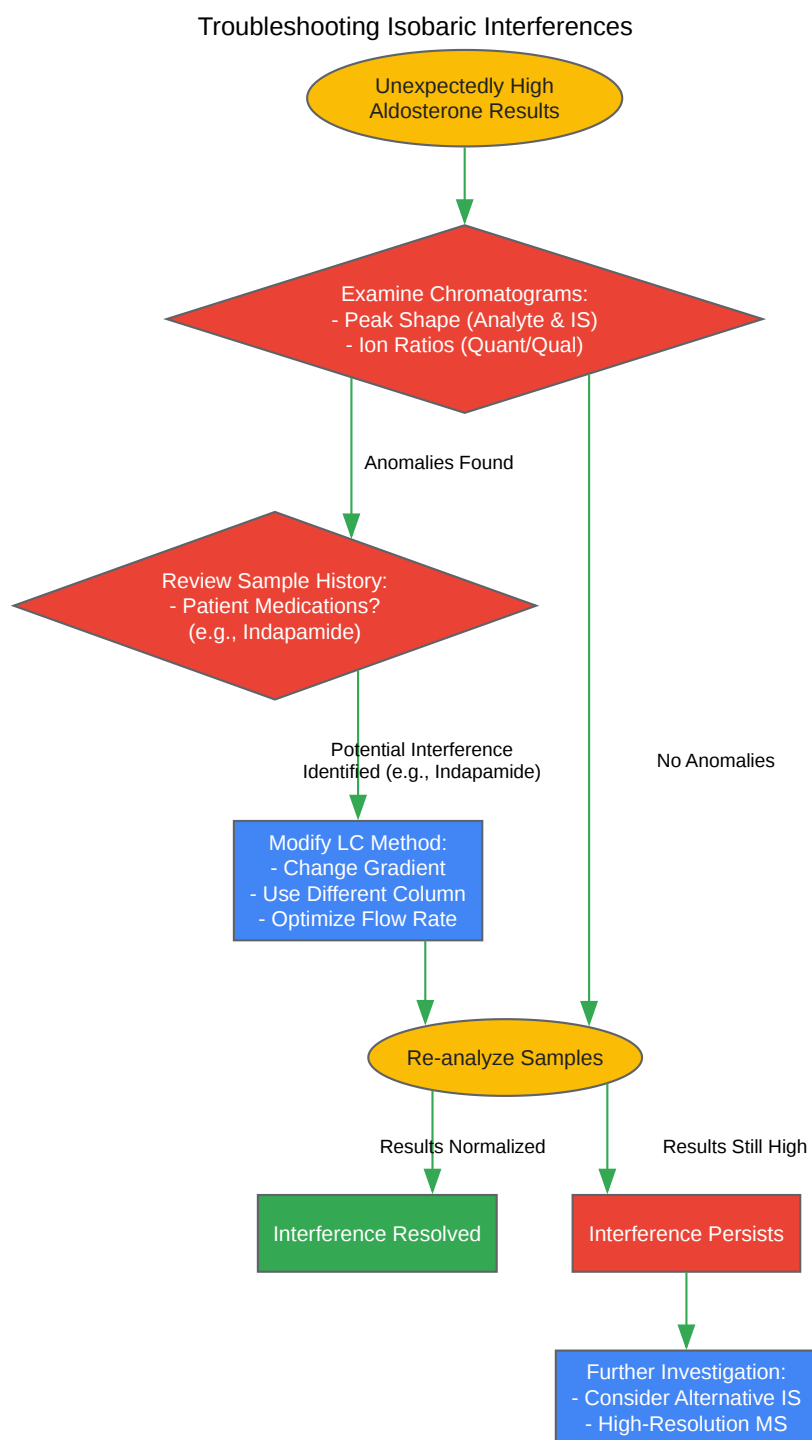 Troubleshooting Isobaric Interferences
Unexpectedly High
Aldosterone Results
Examine Chromatograms:
- Peak Shape (Analyte & IS)
- Ion Ratios (Quant/Qual)
Anomalies Found
Review Sample History:
- Patient Medications?
(e.g., Indapamide)
Potential Interference
Identified (e.g., Indapamide)
No Anomalies
Modify LC Method:
- Change Gradient
- Use Different Column
- Optimize Flow Rate
Re-analyze Samples
Results Normalized
Results Still High
Interference Resolved
Interference Persists
Further Investigation:
- Consider Alternative IS
- High-Resolution MS